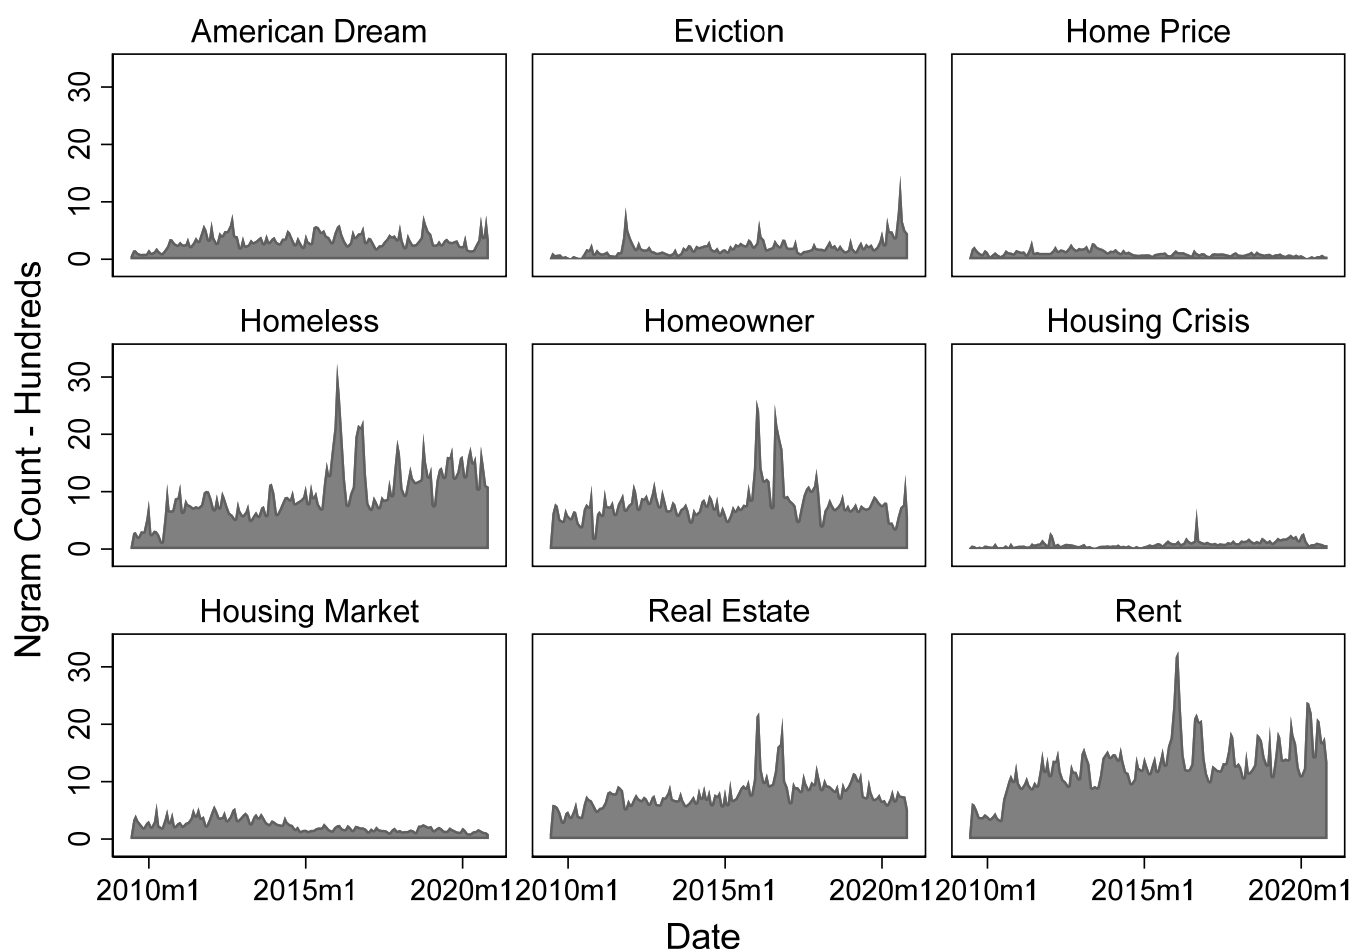 American Dream
Eviction
Home Price
30
20
10
0
Homeless
Homeowner
Housing Crisis
30
20
10
0
Ngram Count - Hundreds
Housing Market
Real Estate
Rent
30
20
10
0
2010m1 2015m1 2020m1 2010m1 2015m1 2020m1 2010m1 2015m1 2020m1
Date